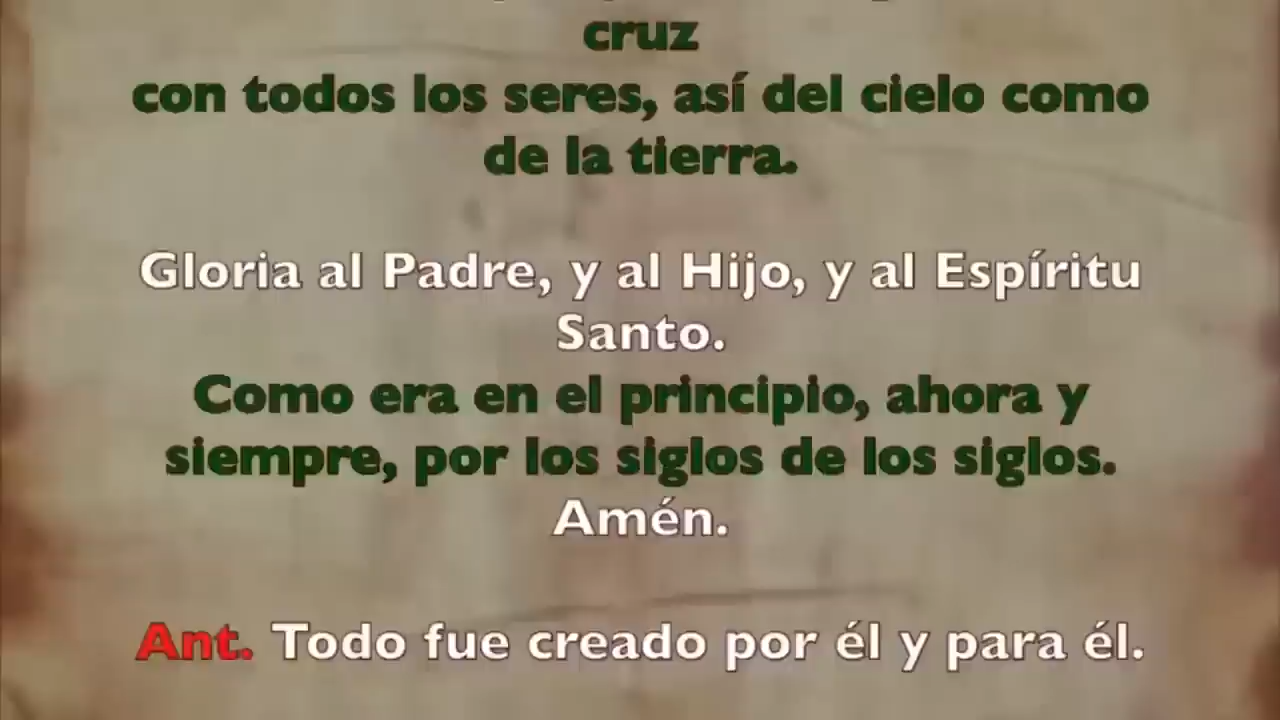 cruz
con todos los seres, así del cielo como
de la tierra.
Gloria al Padre, y al Hijo, y al Espíritu
Santo.
Como era en el principio, ahora y
siempre, por los siglos de los siglos.
Amén.
Ant. Todo fue creado por él y para él.